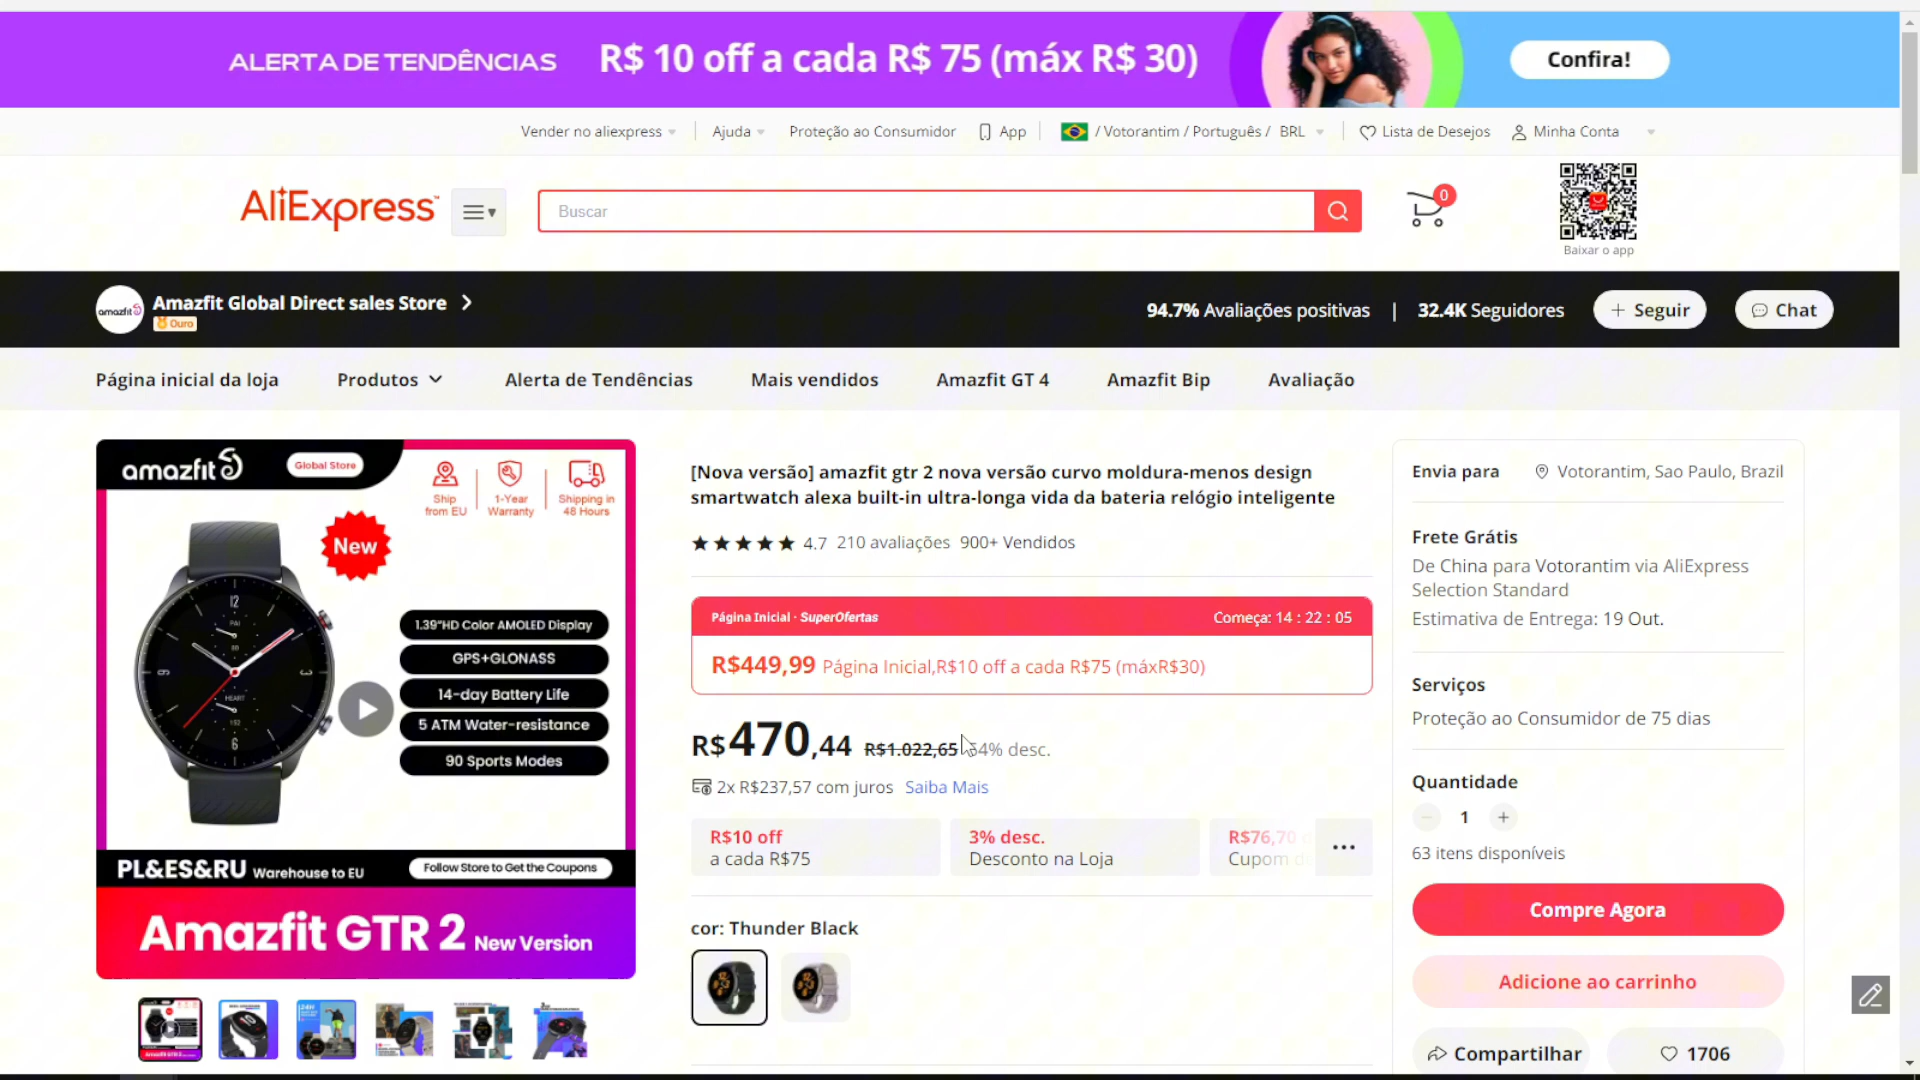 ALERTA DE TENDÊNCIAS R$ 10 off a cada R$ 75 (máx R$ 30) Confira!
Vender no aliexpress Ajuda Proteção ao Consumidor App / Votorantim / Português / BRL Lista de Desejos Minha Conta
AliExpress
Buscar
0
Baixar o app
Amazfit Global Direct sales Store
amazfit
Ouro
94.7% Avaliações positivas | 32.4K Seguidores
+ Seguir
Chat
Página inicial da loja Produtos Alerta de Tendências Mais vendidos Amazfit GT 4 Amazfit Bip Avaliação
amazfit Global Store
Ship from EU
1-Year Warranty
Shipping in 48 Hours
New
1.39"HD Color AMOLED Display
GPS+GLONASS
14-day Battery Life
5 ATM Water-resistance
90 Sports Modes
12
PAI
HEART
6
PL&ES&RU Warehouse to EU
Follow Store to Get the Coupons
Amazfit GTR 2 New Version
[Nova versão] amazfit gtr 2 nova versão curvo moldura-menos design
smartwatch alexa built-in ultra-longa vida da bateria relógio inteligente
4.7 210 avaliações 900+ Vendidos
Página Inicial · SuperOfertas Começa: 14 : 22 : 05
R$449,99 Página Inicial,R$10 off a cada R$75 (máxR$30)
R$470,44 R$1.022,65 54% desc.
2x R$237,57 com juros Saiba Mais
R$10 off
a cada R$75
3% desc.
Desconto na Loja
R$76,70
Cupom
...
cor: Thunder Black
Envia para Votorantim, Sao Paulo, Brazil
Frete Grátis
De China para Votorantim via AliExpress
Selection Standard
Estimativa de Entrega: 19 Out.
Serviços
Proteção ao Consumidor de 75 dias
Quantidade
− 1 +
63 itens disponíveis
Compre Agora
Adicione ao carrinho
Compartilhar
1706